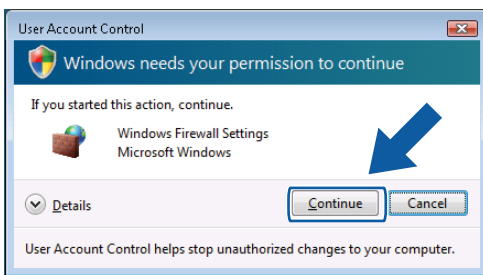 User Account Control
Windows needs your permission to continue
If you started this action, continue.
Windows Firewall Settings
Microsoft Windows
Details
Continue
Cancel
User Account Control helps stop unauthorized changes to your computer.